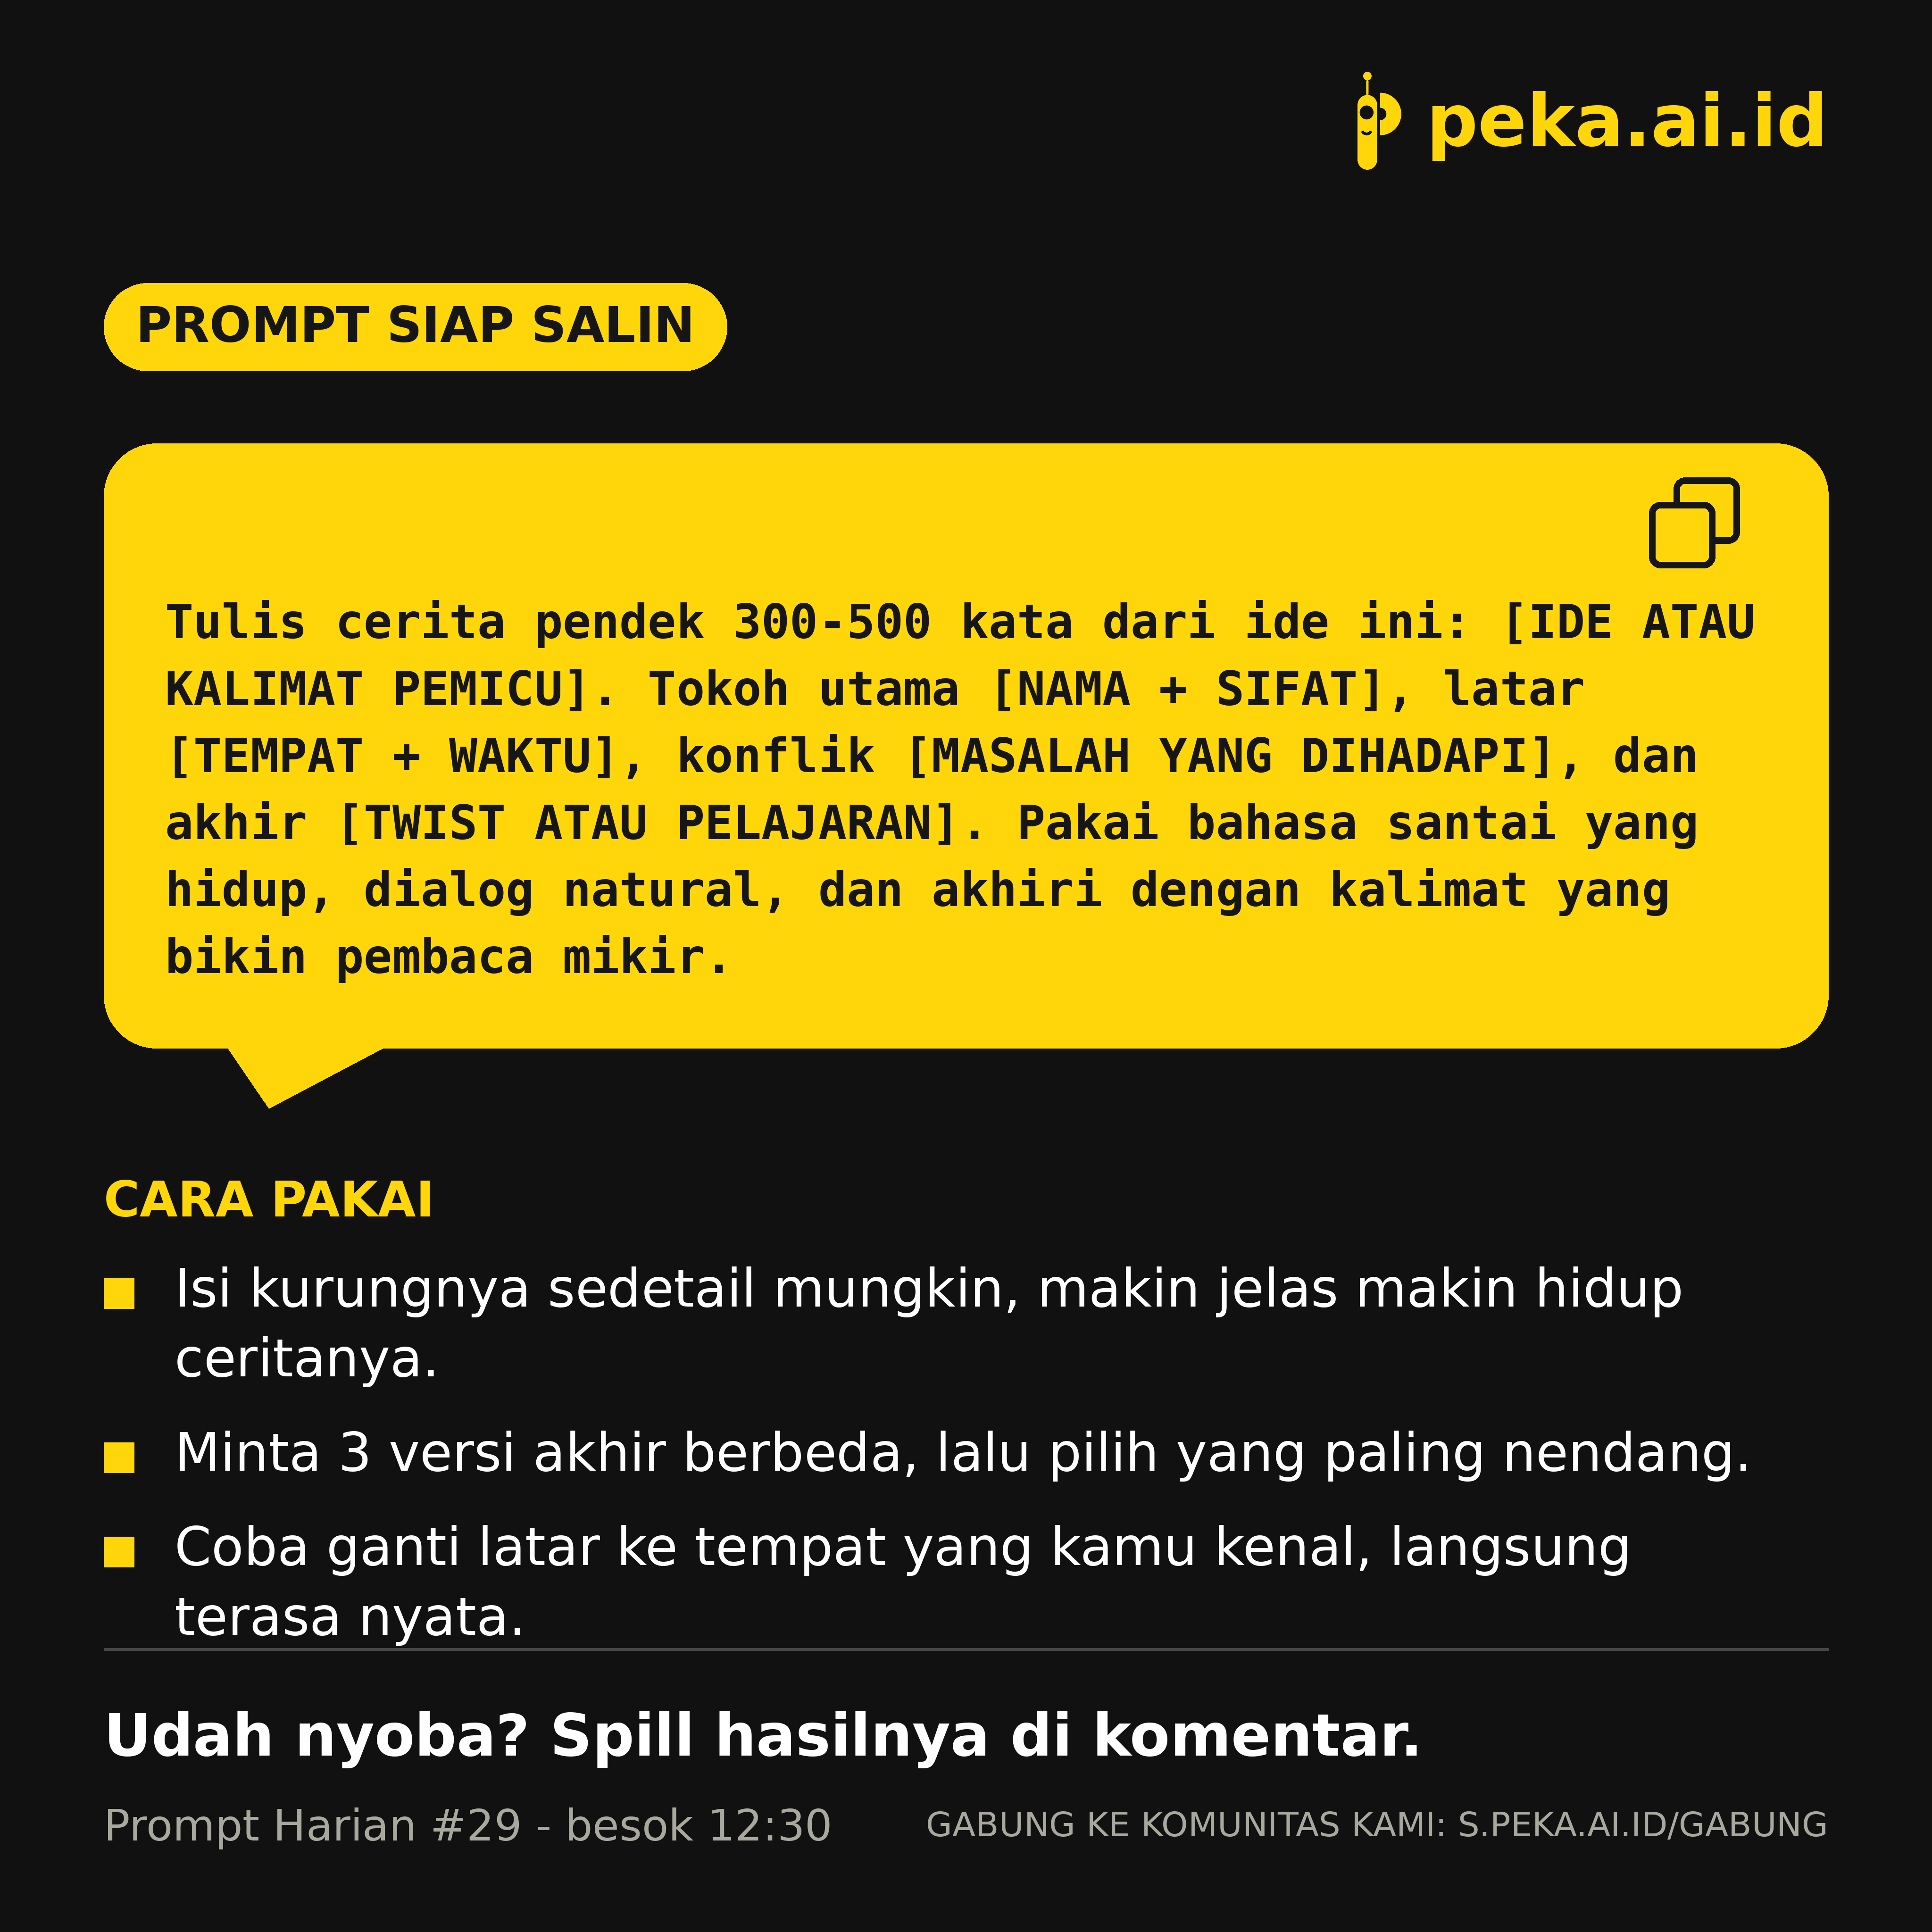 peka.ai.id
PROMPT SIAP SALIN
Tulis cerita pendek 300-500 kata dari ide ini: [IDE ATAU
KALIMAT PEMICU]. Tokoh utama [NAMA + SIFAT], latar
[TEMPAT + WAKTU], konflik [MASALAH YANG DIHADAPI], dan
akhir [TWIST ATAU PELAJARAN]. Pakai bahasa santai yang
hidup, dialog natural, dan akhiri dengan kalimat yang
bikin pembaca mikir.
CARA PAKAI
Isi kurungnya sedetail mungkin, makin jelas makin hidup
ceritanya.
Minta 3 versi akhir berbeda, lalu pilih yang paling nendang.
Coba ganti latar ke tempat yang kamu kenal, langsung
terasa nyata.
Udah nyoba? Spill hasilnya di komentar.
Prompt Harian #29 - besok 12:30
GABUNG KE KOMUNITAS KAMI: S.PEKA.AI.ID/GABUNG